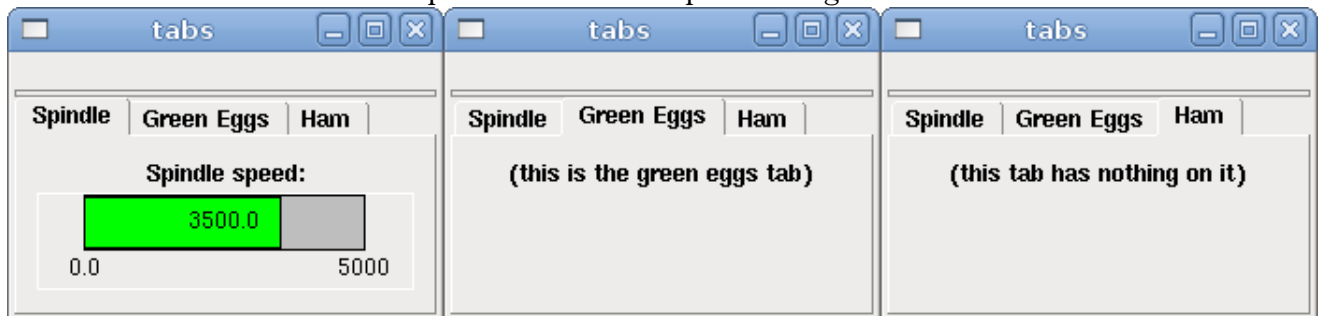 tabs
Spindle Green Eggs Ham
Spindle speed:
3500.0
0.0 5000
tabs
Spindle Green Eggs Ham
(this is the green eggs tab)
tabs
Spindle Green Eggs Ham
(this tab has nothing on it)